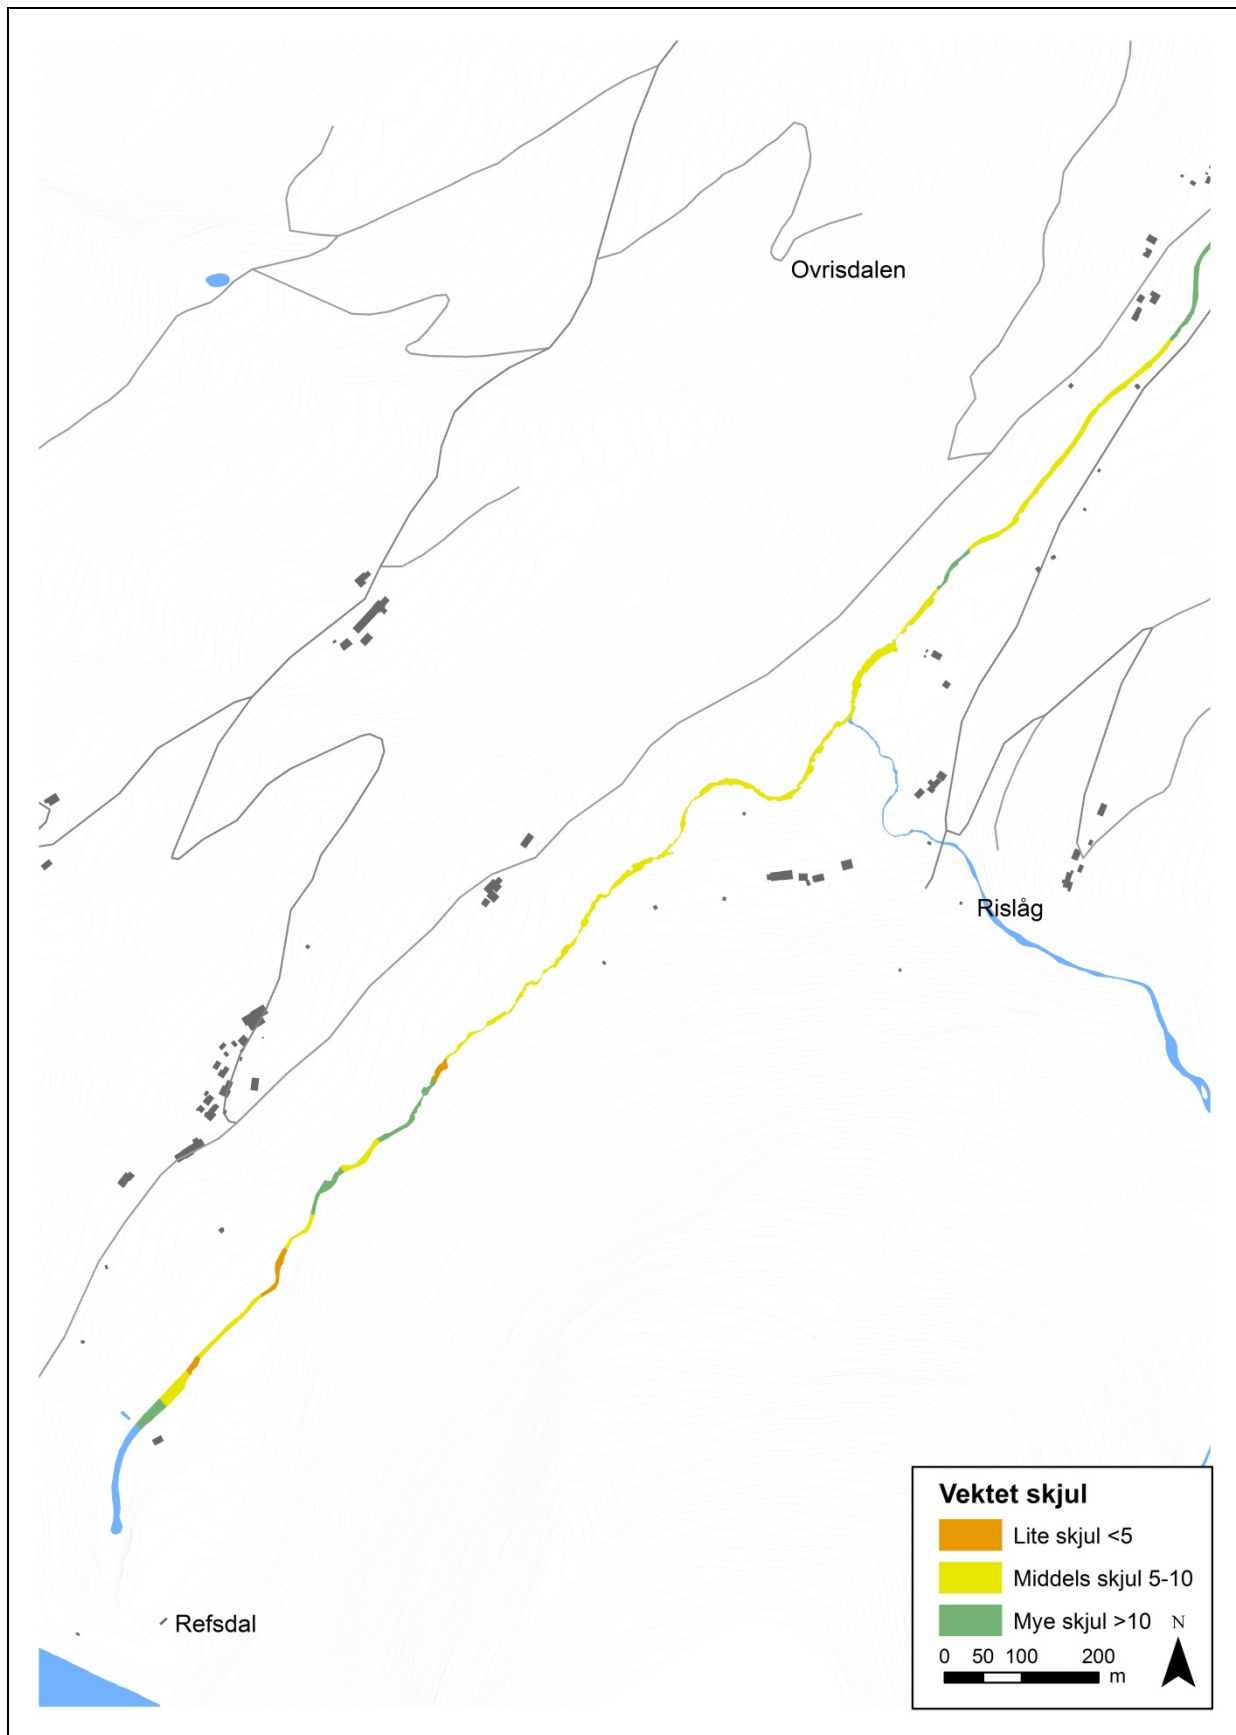 Ovrisdalen
Rislåg
Refsdal
Vektet skjul
Lite skjul <5
Middels skjul 5-10
Mye skjul >10
N
0 50 100 200
m